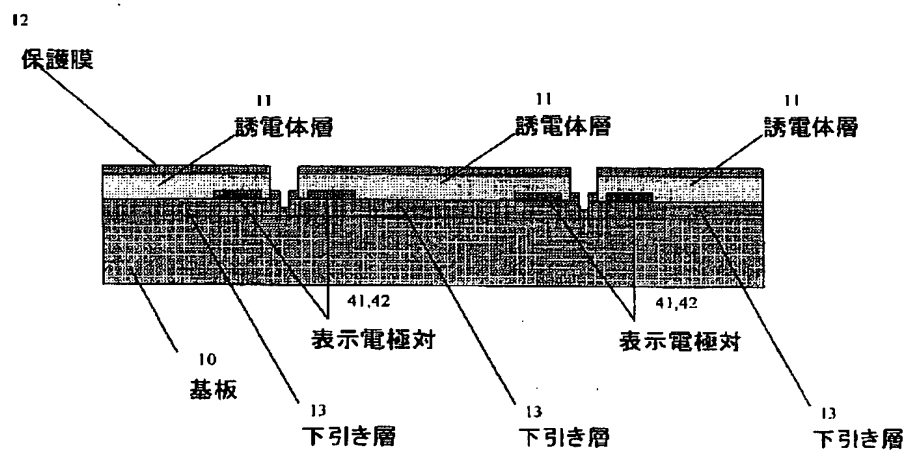 12
保護膜
11
誘電体層
11
誘電体層
11
誘電体層
41,42
表示電極対
41,42
表示電極対
10
基板
13
下引き層
13
下引き層
13
下引き層